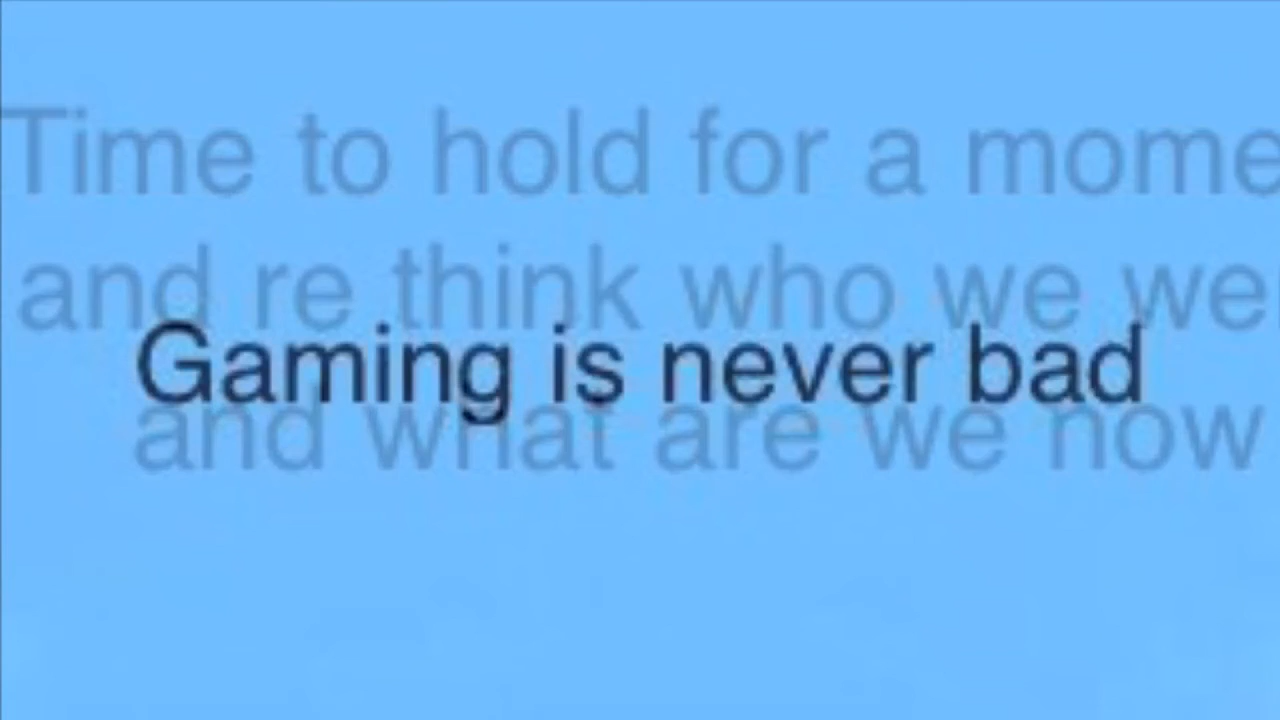 Time to hold for a mome
and re think who we we
Gaming is never bad
and what are we now